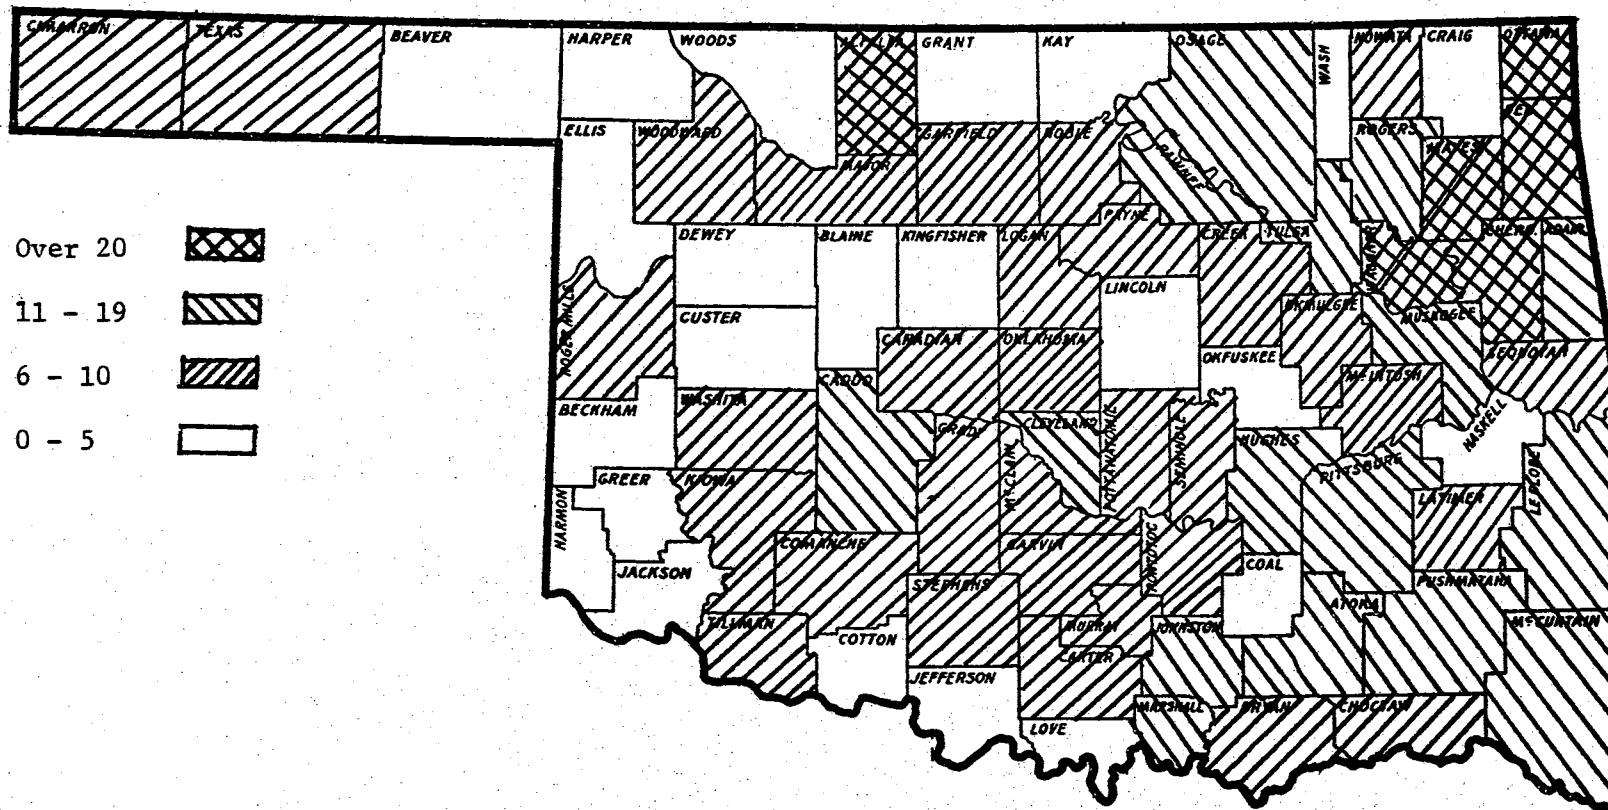 CIMARRON
TEXAS
BEAVER
HARPER
WOODS
ALFALFA
GRANT
KAY
OSAGE
WASH
NOWATA
CRAIG
OTTAWA
ELLIS
WOODWARD
MAJOR
GARFIELD
NOBLE
PAWNEE
ROGERS
MAYES
Over 20
11 - 19
6 - 10
0 - 5
ROGER MILLS
DEWEY
BLAINE
KINGFISHER
LOGAN
PAYNE
CREEK
TULSA
WAGONER
CHER.
ADAIR
CUSTER
LINCOLN
CANADIAN
OKLAHOMA
OKMULGEE
MUSKOGEE
OKFUSKEE
SEQUOYAH
BECKHAM
WASHITA
CADDO
GRADY
McCLAIN
CLEVELAND
POTTAWATOMIE
SEMINOLE
HUGHES
McINTOSH
PITTSBURG
HASKELL
LATIMER
LE FLORE
HARMON
GREER
KIOWA
JACKSON
COMANCHE
STEPHENS
GARVIN
PONTOTOC
COAL
ATOKA
PUSHMATAHA
McCURTAIN
TILLMAN
COTTON
JEFFERSON
MURRAY
CARTER
JOHNSTON
LOVE
MARSHALL
BRYAN
CHOCTAW